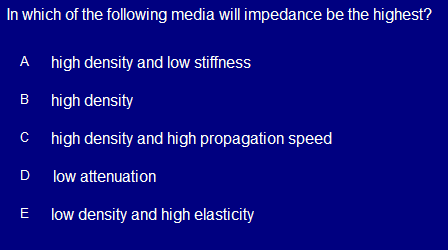 In which of the following media will impedance be the highest?
A high density and low stiffness
B high density
C high density and high propagation speed
D low attenuation
E low density and high elasticity